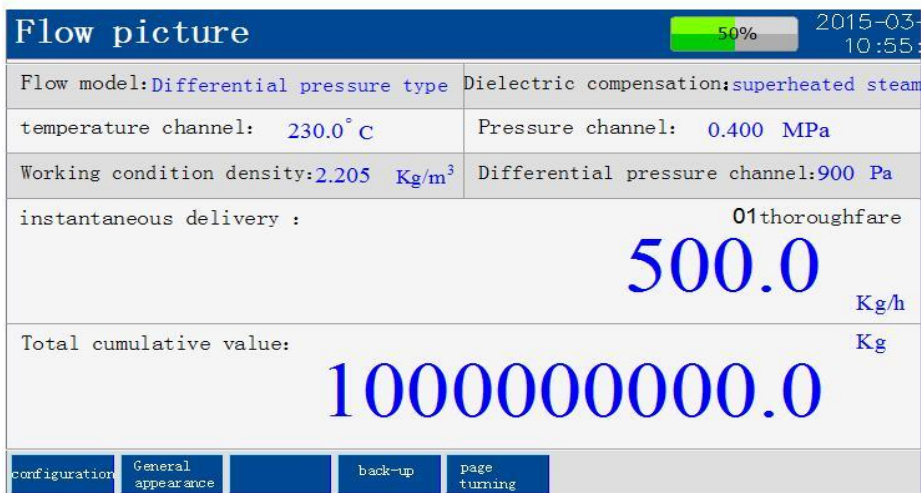 Flow picture
50%
2015-03-
10:55:
Flow model:Differential pressure type
Dielectric compensation:superheated steam
temperature channel: 230.0°C
Pressure channel: 0.400 MPa
Working condition density:2.205 Kg/m³
Differential pressure channel:900 Pa
instantaneous delivery :
01thoroughfare
500.0
Kg/h
Total cumulative value:
Kg
1000000000.0
configuration
General
appearance
back-up
page
turning